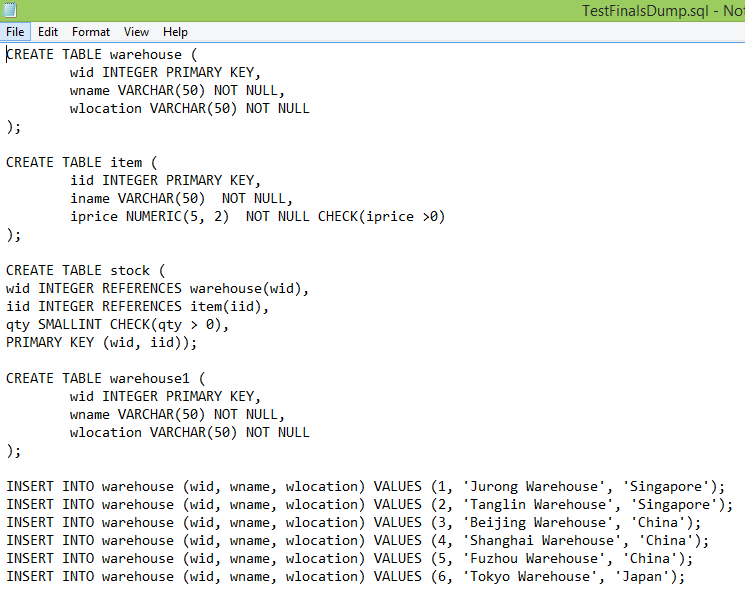 TestFinalsDump.sql - No
File Edit Format View Help
CREATE TABLE warehouse (
        wid INTEGER PRIMARY KEY,
        wname VARCHAR(50) NOT NULL,
        wlocation VARCHAR(50) NOT NULL
);

CREATE TABLE item (
        iid INTEGER PRIMARY KEY,
        iname VARCHAR(50)  NOT NULL,
        iprice NUMERIC(5, 2)  NOT NULL CHECK(iprice >0)
);

CREATE TABLE stock (
wid INTEGER REFERENCES warehouse(wid),
iid INTEGER REFERENCES item(iid),
qty SMALLINT CHECK(qty > 0),
PRIMARY KEY (wid, iid));

CREATE TABLE warehouse1 (
        wid INTEGER PRIMARY KEY,
        wname VARCHAR(50) NOT NULL,
        wlocation VARCHAR(50) NOT NULL
);

INSERT INTO warehouse (wid, wname, wlocation) VALUES (1, 'Jurong Warehouse', 'Singapore');
INSERT INTO warehouse (wid, wname, wlocation) VALUES (2, 'Tanglin Warehouse', 'Singapore');
INSERT INTO warehouse (wid, wname, wlocation) VALUES (3, 'Beijing Warehouse', 'China');
INSERT INTO warehouse (wid, wname, wlocation) VALUES (4, 'Shanghai Warehouse', 'China');
INSERT INTO warehouse (wid, wname, wlocation) VALUES (5, 'Fuzhou Warehouse', 'China');
INSERT INTO warehouse (wid, wname, wlocation) VALUES (6, 'Tokyo Warehouse', 'Japan');